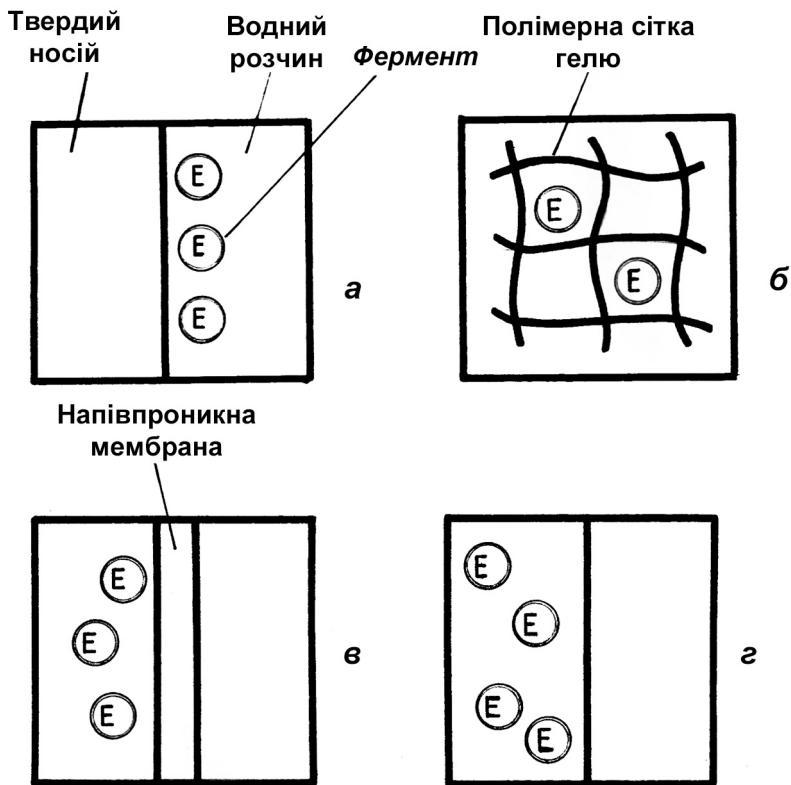 Твердий
носій
Водний
розчин
Фермент
Полімерна сітка
гелю
E
E
E
а
E
E
б
Напівпроникна
мембрана
E
E
E
в
E
E
E
E
г